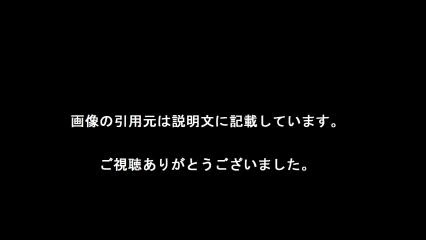 画像の引用元は説明文に記載しています。
ご視聴ありがとうございました。